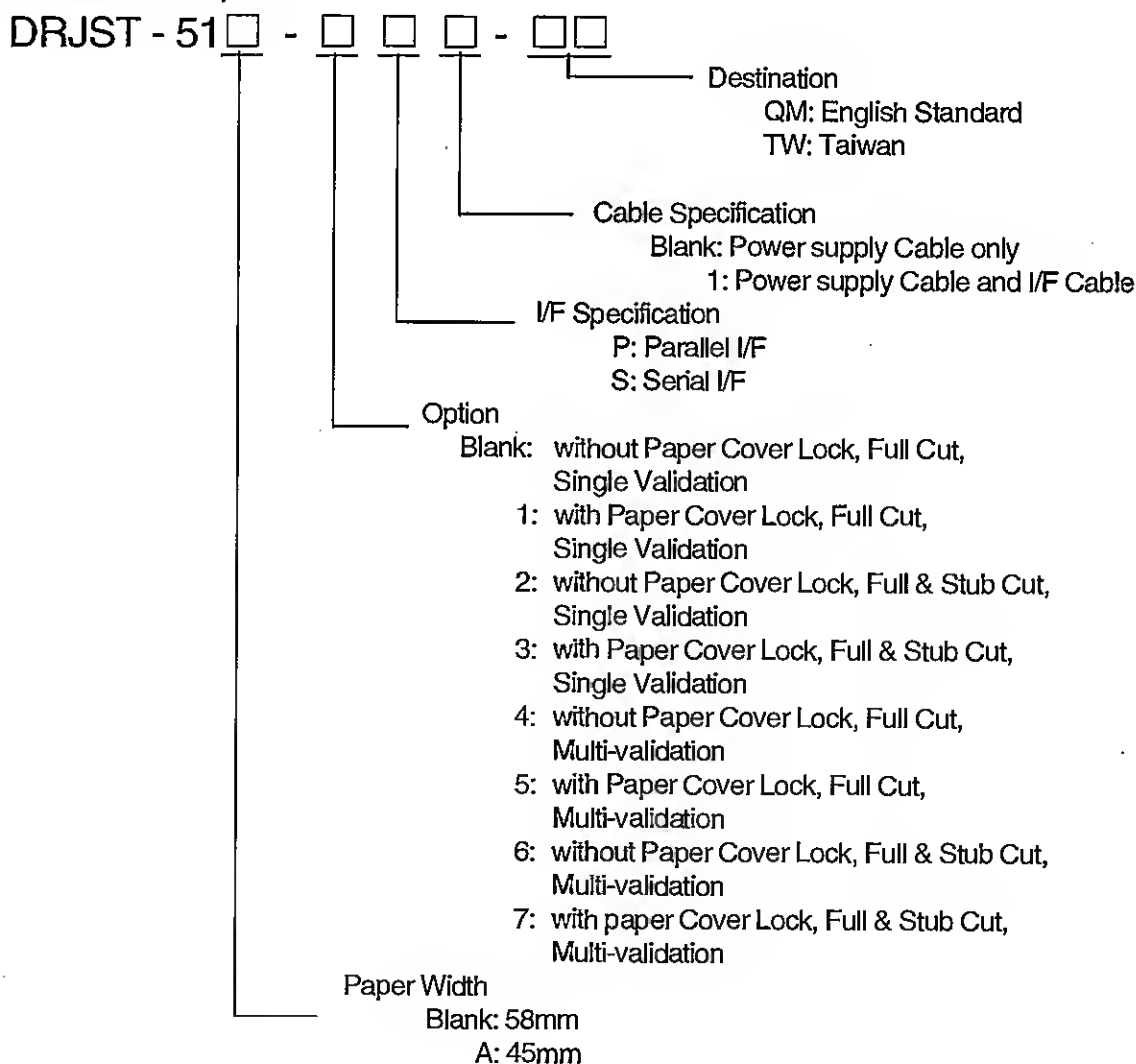 DRJST - 51□ - □ □ □ - □□
Destination
QM: English Standard
TW: Taiwan
Cable Specification
Blank: Power supply Cable only
1: Power supply Cable and I/F Cable
I/F Specification
P: Parallel I/F
S: Serial I/F
Option
Blank: without Paper Cover Lock, Full Cut,
Single Validation
1: with Paper Cover Lock, Full Cut,
Single Validation
2: without Paper Cover Lock, Full & Stub Cut,
Single Validation
3: with Paper Cover Lock, Full & Stub Cut,
Single Validation
4: without Paper Cover Lock, Full Cut,
Multi-validation
5: with Paper Cover Lock, Full Cut,
Multi-validation
6: without Paper Cover Lock, Full & Stub Cut,
Multi-validation
7: with paper Cover Lock, Full & Stub Cut,
Multi-validation
Paper Width
Blank: 58mm
A: 45mm